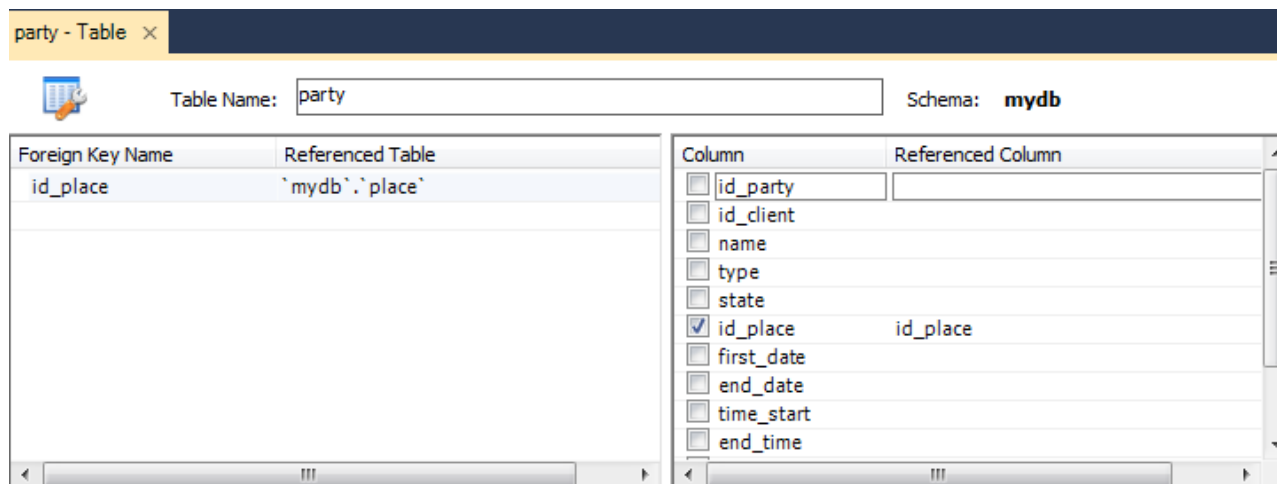 party - Table ×
Table Name: party Schema: mydb
Foreign Key Name Referenced Table
id_place `mydb`.`place`
Column Referenced Column
id_party
id_client
name
type
state
id_place id_place
first_date
end_date
time_start
end_time